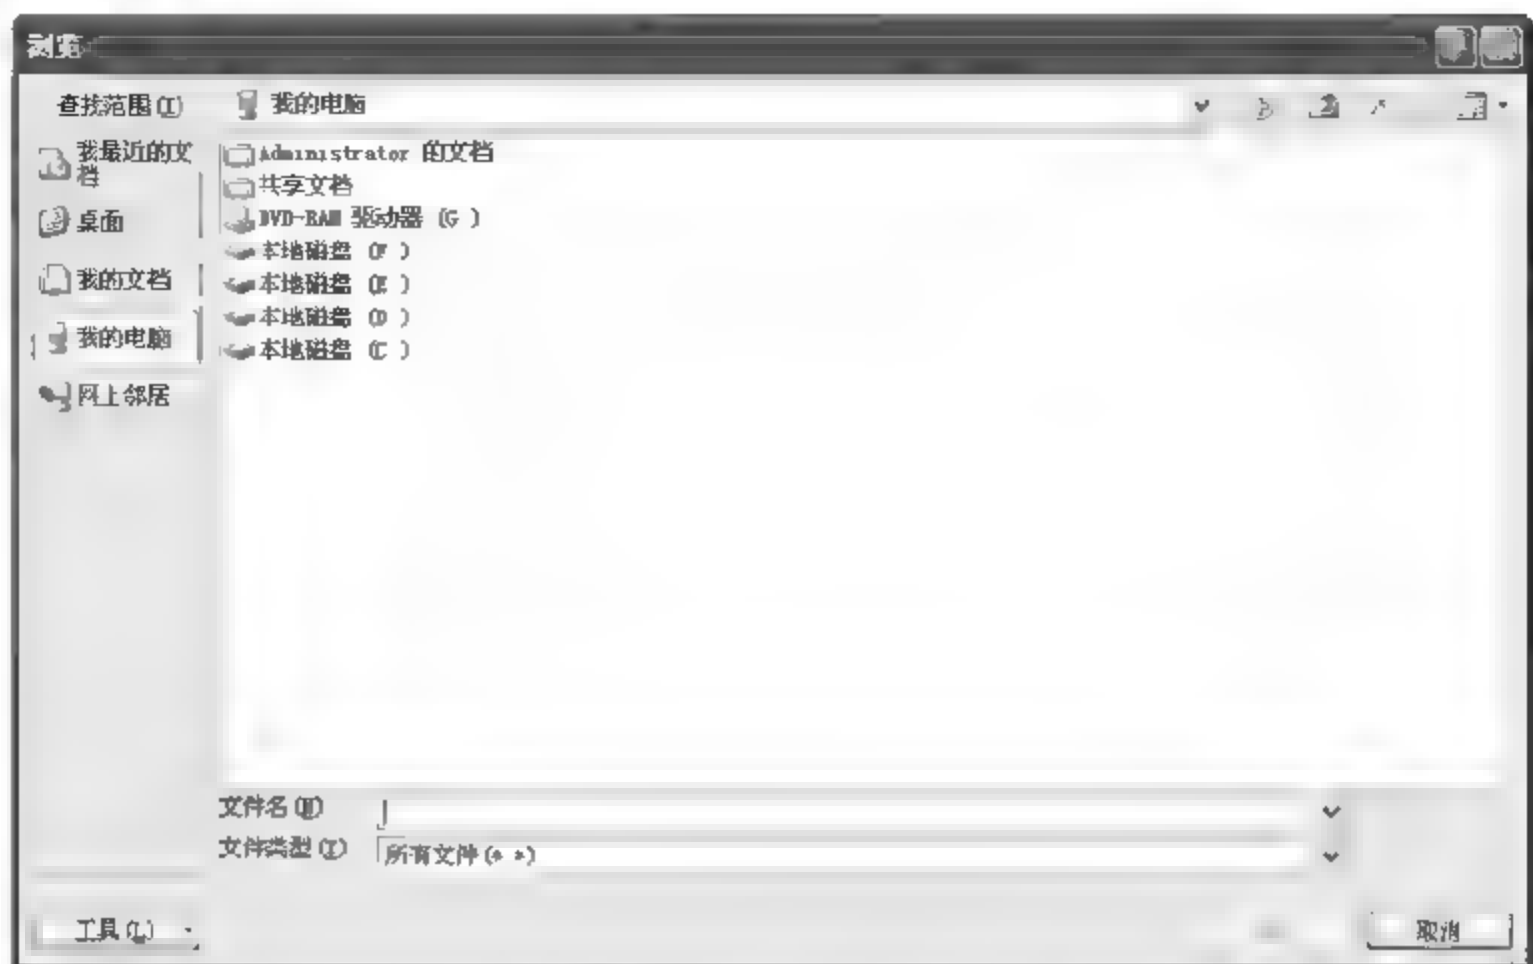 浏览
查找范围(I) 我的电脑
我最近的文
档
桌面
我的文档
我的电脑
网上邻居
Administrator 的文档
共享文档
DVD-RAM 驱动器 (G )
本地磁盘 (F )
本地磁盘 (E )
本地磁盘 (D )
本地磁盘 (C )
文件名(N)
文件类型(T) 所有文件(* *)
工具(L)
取消